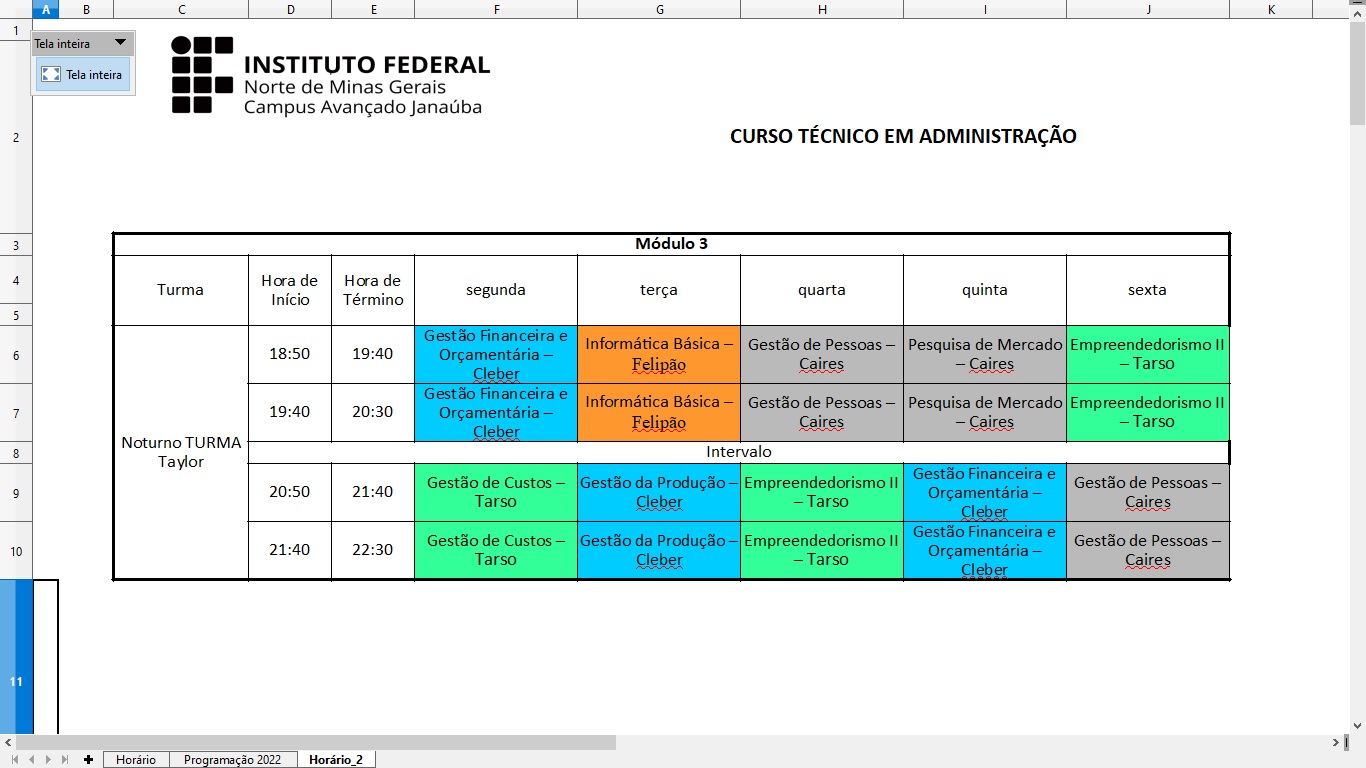 A B C D E F G H I J K
1
Tela inteira
Tela inteira
INSTITUTO FEDERAL
Norte de Minas Gerais
Campus Avançado Janaúba
2
CURSO TÉCNICO EM ADMINISTRAÇÃO
3
Módulo 3
4
Turma
Hora de
Início
Hora de
Término
segunda
terça
quarta
quinta
sexta
5
6
18:50
19:40
Gestão Financeira e
Orçamentária –
Cleber
Informática Básica –
Felipão
Gestão de Pessoas –
Caires
Pesquisa de Mercado
– Caires
Empreendedorismo II
– Tarso
7
19:40
20:30
Gestão Financeira e
Orçamentária –
Cleber
Informática Básica –
Felipão
Gestão de Pessoas –
Caires
Pesquisa de Mercado
– Caires
Empreendedorismo II
– Tarso
Noturno TURMA
Taylor
8
Intervalo
9
20:50
21:40
Gestão de Custos –
Tarso
Gestão da Produção –
Cleber
Empreendedorismo II
– Tarso
Gestão Financeira e
Orçamentária –
Cleber
Gestão de Pessoas –
Caires
10
21:40
22:30
Gestão de Custos –
Tarso
Gestão da Produção –
Cleber
Empreendedorismo II
– Tarso
Gestão Financeira e
Orçamentária –
Cleber
Gestão de Pessoas –
Caires
11
Horário
Programação 2022
Horário_2